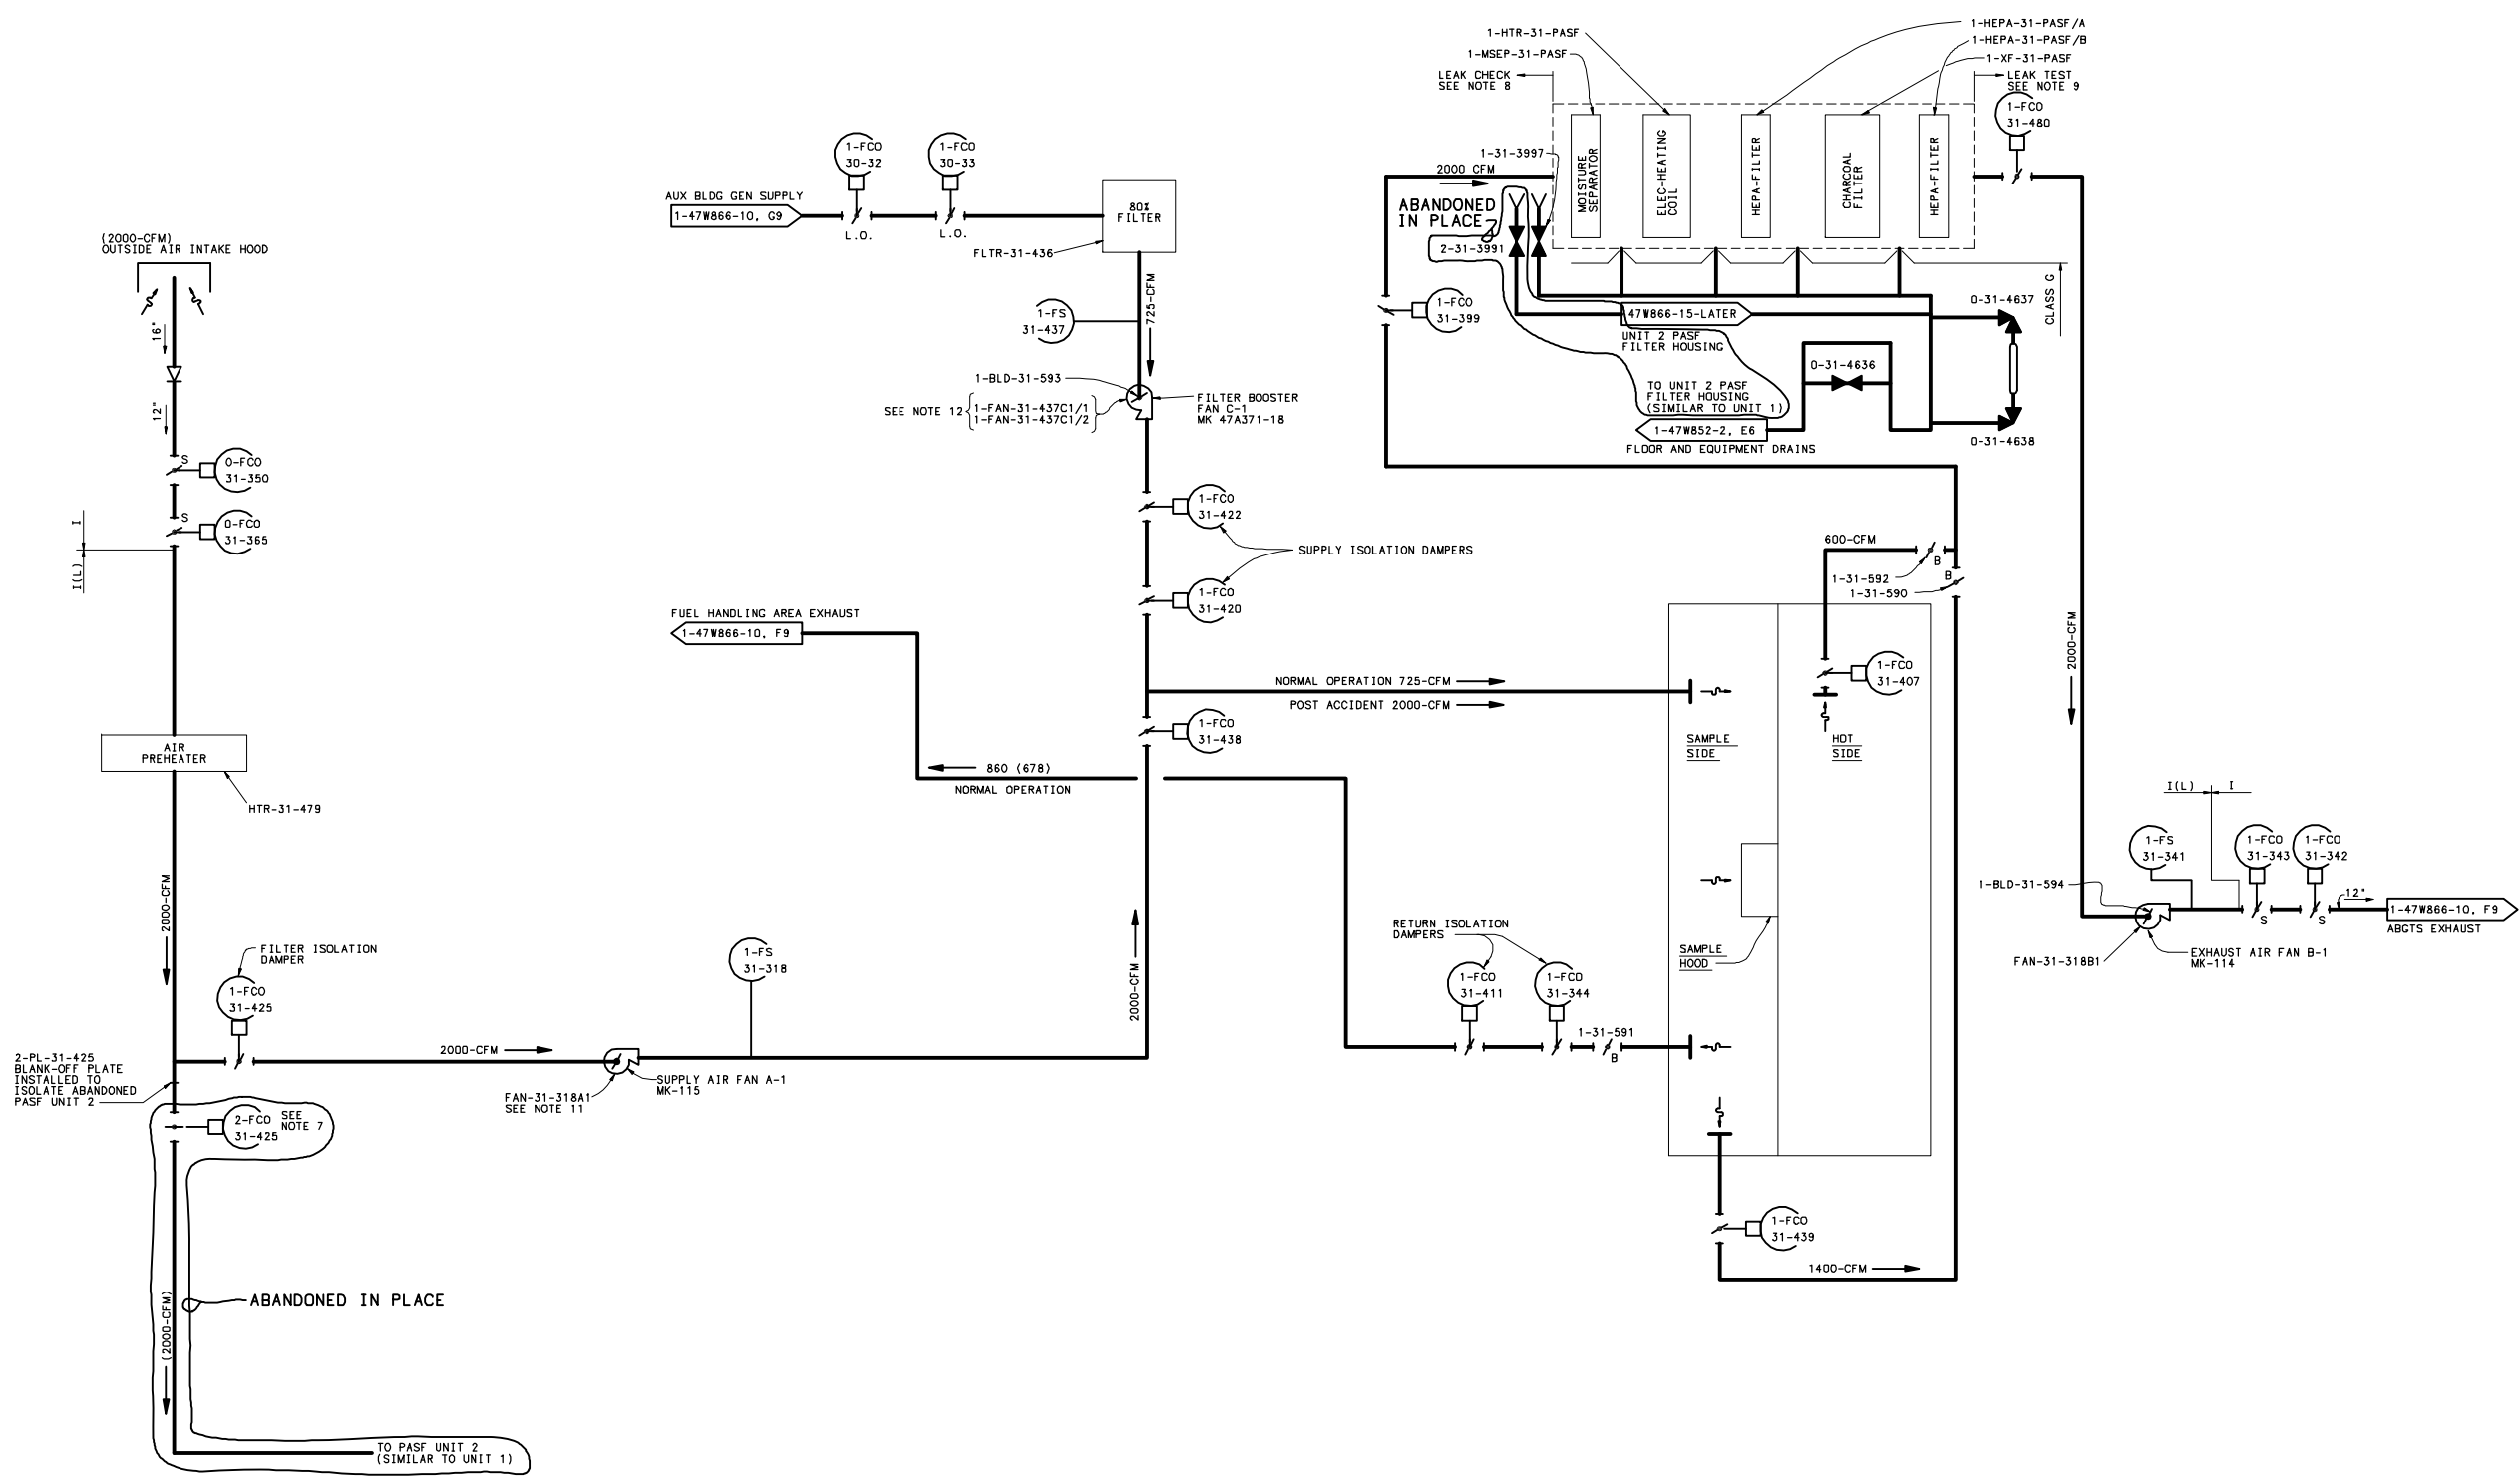 1-HTR-31-PASF
1-MSEP-31-PASF
LEAK CHECK
SEE NOTE 8
1-HEPA-31-PASF/A
1-HEPA-31-PASF/B
1-XF-31-PASF
LEAK TEST
SEE NOTE 9
1-FCO
31-480
MOISTURE
SEPARATOR
ELEC-HEATING
COIL
HEPA-FILTER
CHARCOAL
FILTER
HEPA-FILTER
1-31-3997
2000 CFM
ABANDONED
IN PLACE
2-31-3991
1-FCO
31-399
CLASS G
47W866-15-LATER
UNIT 2 PASF
FILTER HOUSING
0-31-4637
0-31-4636
TO UNIT 2 PASF
FILTER HOUSING
(SIMILAR TO UNIT 1)
1-47W852-2, E6
FLOOR AND EQUIPMENT DRAINS
0-31-4638
1-FCO
30-32
1-FCO
30-33
AUX BLDG GEN SUPPLY
1-47W866-10, G9
L.O.
L.O.
80%
FILTER
FLTR-31-436
725-CFM
1-FS
31-437
1-BLD-31-593
SEE NOTE 12
1-FAN-31-437C1/1
1-FAN-31-437C1/2
FILTER BOOSTER
FAN C-1
MK 47A371-18
(2000-CFM)
OUTSIDE AIR INTAKE HOOD
16"
12"
S
0-FCO
31-350
S
0-FCO
31-365
I
I(L)
1-FCO
31-422
SUPPLY ISOLATION DAMPERS
1-FCO
31-420
FUEL HANDLING AREA EXHAUST
1-47W866-10, F9
NORMAL OPERATION 725-CFM
POST ACCIDENT 2000-CFM
1-FCO
31-438
860 (678)
NORMAL OPERATION
600-CFM
B
1-31-592
B
1-31-590
1-FCO
31-407
SAMPLE
SIDE
HOT
SIDE
2000-CFM
AIR
PREHEATER
HTR-31-479
2000-CFM
I(L)
I
1-FS
31-341
1-FCO
31-343
1-FCO
31-342
1-BLD-31-594
S
S
12"
1-47W866-10, F9
ABGTS EXHAUST
FAN-31-318B1
EXHAUST AIR FAN B-1
MK-114
RETURN ISOLATION
DAMPERS
SAMPLE
HOOD
1-FCO
31-411
1-FCO
31-344
1-31-591
B
FILTER ISOLATION
DAMPER
1-FCO
31-425
1-FS
31-318
2000-CFM
2000-CFM
2-PL-31-425
BLANK-OFF PLATE
INSTALLED TO
ISOLATE ABANDONED
PASF UNIT 2
FAN-31-318A1
SEE NOTE 11
SUPPLY AIR FAN A-1
MK-115
2-FCO
31-425
SEE
NOTE 7
1-FCO
31-439
1400-CFM
ABANDONED IN PLACE
(2000-CFM)
TO PASF UNIT 2
(SIMILAR TO UNIT 1)